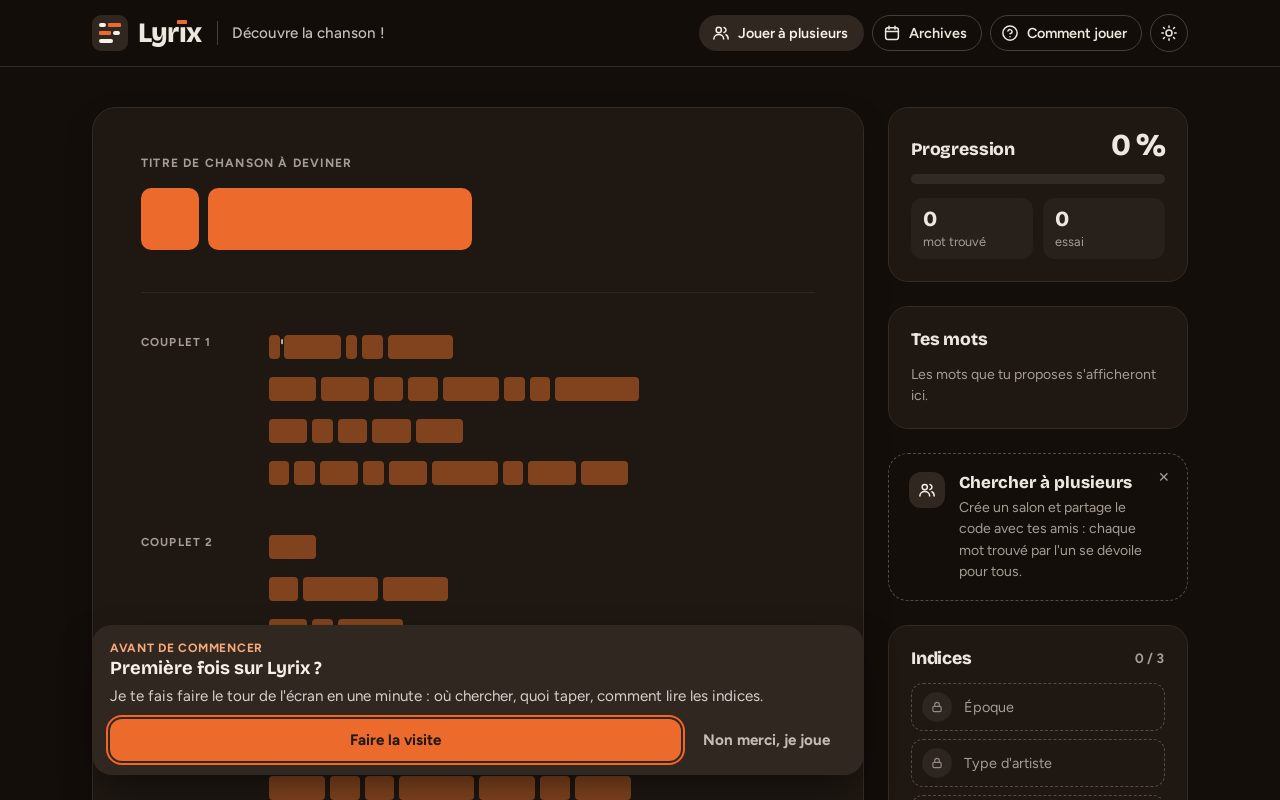 Lyrix
Découvre la chanson !
Jouer à plusieurs
Archives
Comment jouer
TITRE DE CHANSON À DEVINER
COUPLET 1
'
COUPLET 2
AVANT DE COMMENCER
Première fois sur Lyrix ?
Je te fais faire le tour de l'écran en une minute : où chercher, quoi taper, comment lire les indices.
Faire la visite
Non merci, je joue
Progression
0 %
0
mot trouvé
0
essai
Tes mots
Les mots que tu proposes s'afficheront
ici.
Chercher à plusieurs
Crée un salon et partage le
code avec tes amis : chaque
mot trouvé par l'un se dévoile
pour tous.
Indices
0 / 3
Époque
Type d'artiste